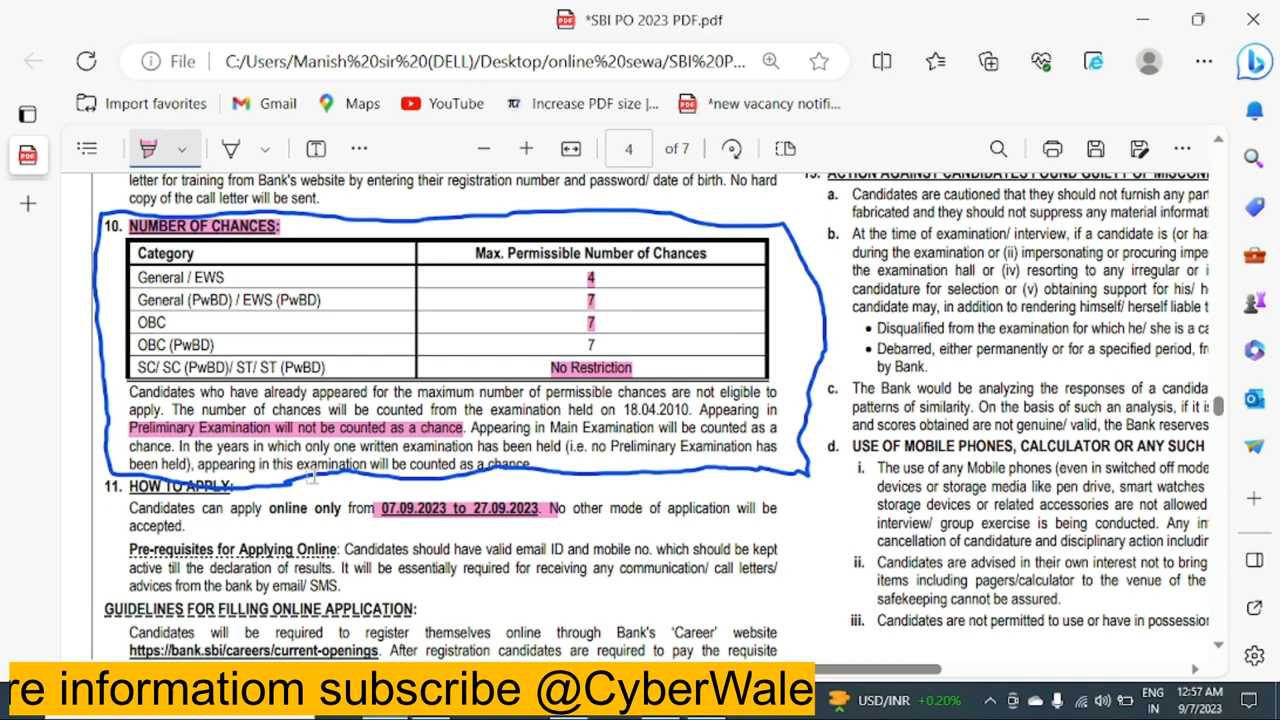 *SBI PO 2023 PDF.pdf
File C:/Users/Manish%20sir%20(DELL)/Desktop/online%20sewa/SBI%20P...
Import favorites Gmail Maps YouTube Increase PDF size |... *new vacancy notifi...
4 of 7
letter for training from Bank's website by entering their registration number and password/ date of birth. No hard
copy of the call letter will be sent.
10. NUMBER OF CHANCES:
Category Max. Permissible Number of Chances
General / EWS 4
General (PwBD) / EWS (PwBD) 7
OBC 7
OBC (PwBD) 7
SC/ SC (PwBD)/ ST/ ST (PwBD) No Restriction
Candidates who have already appeared for the maximum number of permissible chances are not eligible to
apply. The number of chances will be counted from the examination held on 18.04.2010. Appearing in
Preliminary Examination will not be counted as a chance. Appearing in Main Examination will be counted as a
chance. In the years in which only one written examination has been held (i.e. no Preliminary Examination has
been held), appearing in this examination will be counted as a chance.
11. HOW TO APPLY:
Candidates can apply online only from 07.09.2023 to 27.09.2023. No other mode of application will be
accepted.
Pre-requisites for Applying Online: Candidates should have valid email ID and mobile no. which should be kept
active till the declaration of results. It will be essentially required for receiving any communication/ call letters/
advices from the bank by email/ SMS.
GUIDELINES FOR FILLING ONLINE APPLICATION:
Candidates will be required to register themselves online through Bank's 'Career' website
https://bank.sbi/careers/current-openings. After registration candidates are required to pay the requisite
ACTION AGAINST CANDIDATES FOUND GUILTY OF MISCON
a. Candidates are cautioned that they should not furnish any part
fabricated and they should not suppress any material informati
b. At the time of examination/ interview, if a candidate is (or ha
during the examination or (ii) impersonating or procuring impe
the examination hall or (iv) resorting to any irregular or i
candidature for selection or (v) obtaining support for his/ h
candidate may, in addition to rendering himself/ herself liable t
• Disqualified from the examination for which he/ she is a ca
• Debarred, either permanently or for a specified period, fr
by Bank.
c. The Bank would be analyzing the responses of a candida
patterns of similarity. On the basis of such an analysis, if it is
and scores obtained are not genuine/ valid, the Bank reserves
d. USE OF MOBILE PHONES, CALCULATOR OR ANY SUCH
i. The use of any Mobile phones (even in switched off mode
devices or storage media like pen drive, smart watches
storage devices or related accessories are not allowed
interview/ group exercise is being conducted. Any in
cancellation of candidature and disciplinary action includin
ii. Candidates are advised in their own interest not to bring
items including pagers/calculator to the venue of the
safekeeping cannot be assured.
iii. Candidates are not permitted to use or have in possession
re informatiom subscribe @CyberWale
USD/INR +0.20% ENG 12:57 AM
IN 9/7/2023